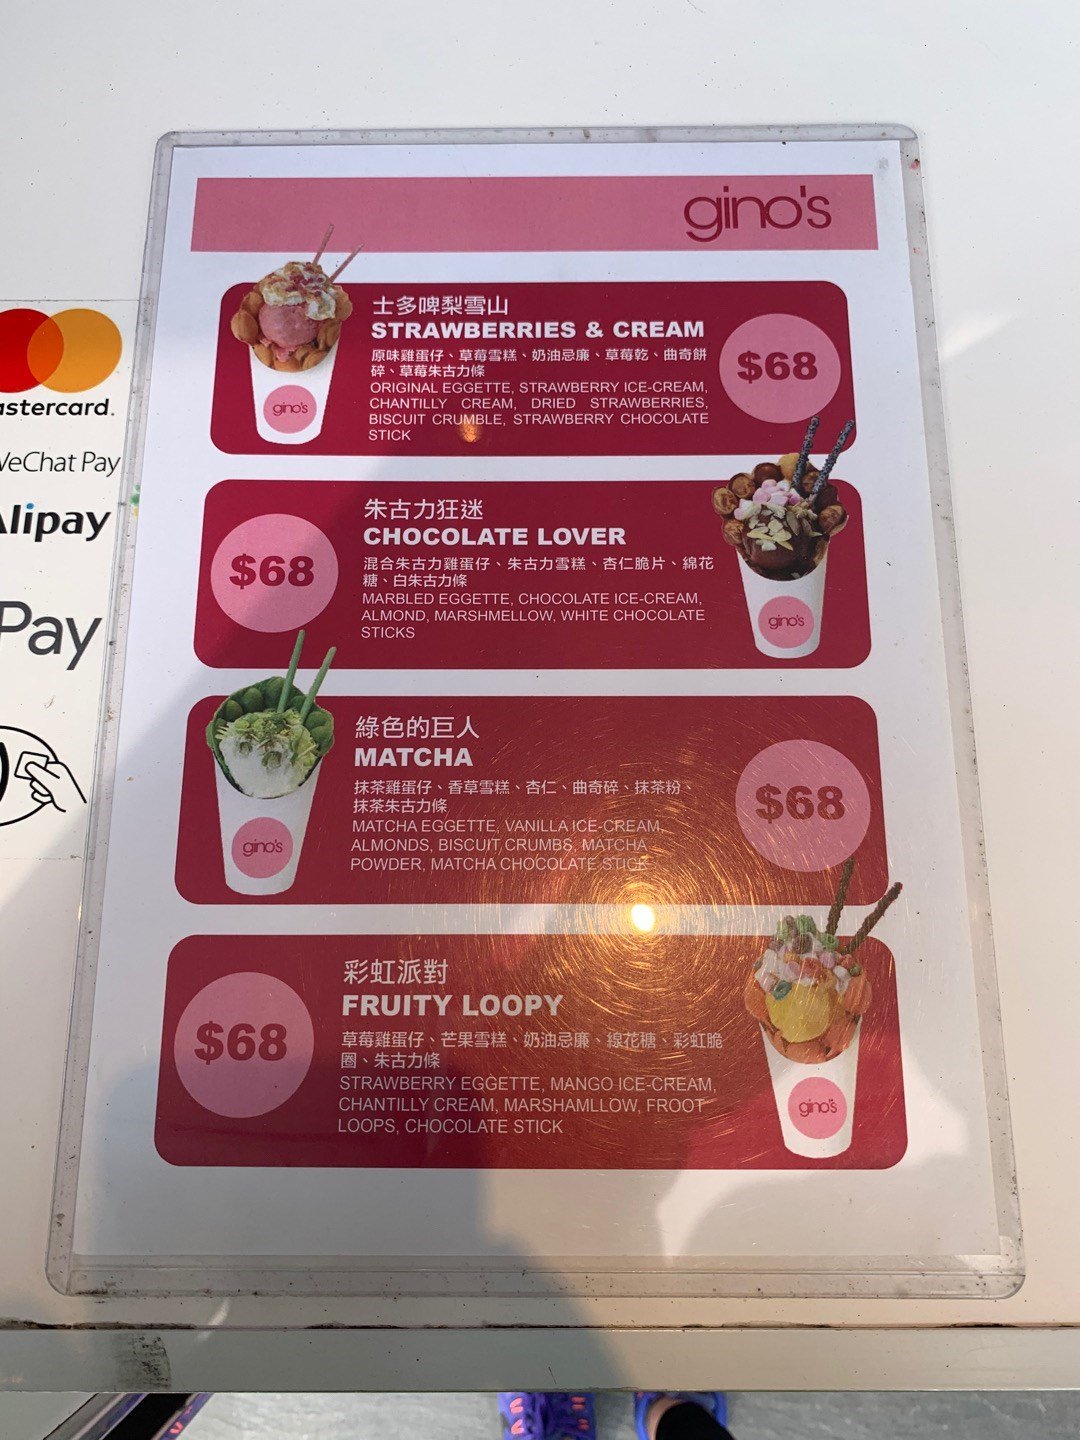 gino's
士多啤梨雪山
STRAWBERRIES & CREAM
原味雞蛋仔、草莓雪糕、奶油忌廉、草莓乾、曲奇餅
碎、草莓朱古力條
ORIGINAL EGGETTE, STRAWBERRY ICE-CREAM,
CHANTILLY CREAM, DRIED STRAWBERRIES,
BISCUIT CRUMBLE, STRAWBERRY CHOCOLATE
STICK
$68
gino's
朱古力狂迷
CHOCOLATE LOVER
$68
混合朱古力雞蛋仔、朱古力雪糕、杏仁脆片、綿花
糖、白朱古力條
MARBLED EGGETTE, CHOCOLATE ICE-CREAM,
ALMOND, MARSHMELLOW, WHITE CHOCOLATE
STICKS
gino's
綠色的巨人
MATCHA
抹茶雞蛋仔、香草雪糕、杏仁、曲奇碎、抹茶粉、
抹茶朱古力條
MATCHA EGGETTE, VANILLA ICE-CREAM,
ALMONDS, BISCUIT CRUMBS, MATCHA
POWDER, MATCHA CHOCOLATE STICK
$68
gino's
彩虹派對
FRUITY LOOPY
$68
草莓雞蛋仔、芒果雪糕、奶油忌廉、線花糖、彩虹脆
圈、朱古力條
STRAWBERRY EGGETTE, MANGO ICE-CREAM,
CHANTILLY CREAM, MARSHAMLLOW, FROOT
LOOPS, CHOCOLATE STICK
gino's
astercard.
WeChat Pay
Alipay
Pay